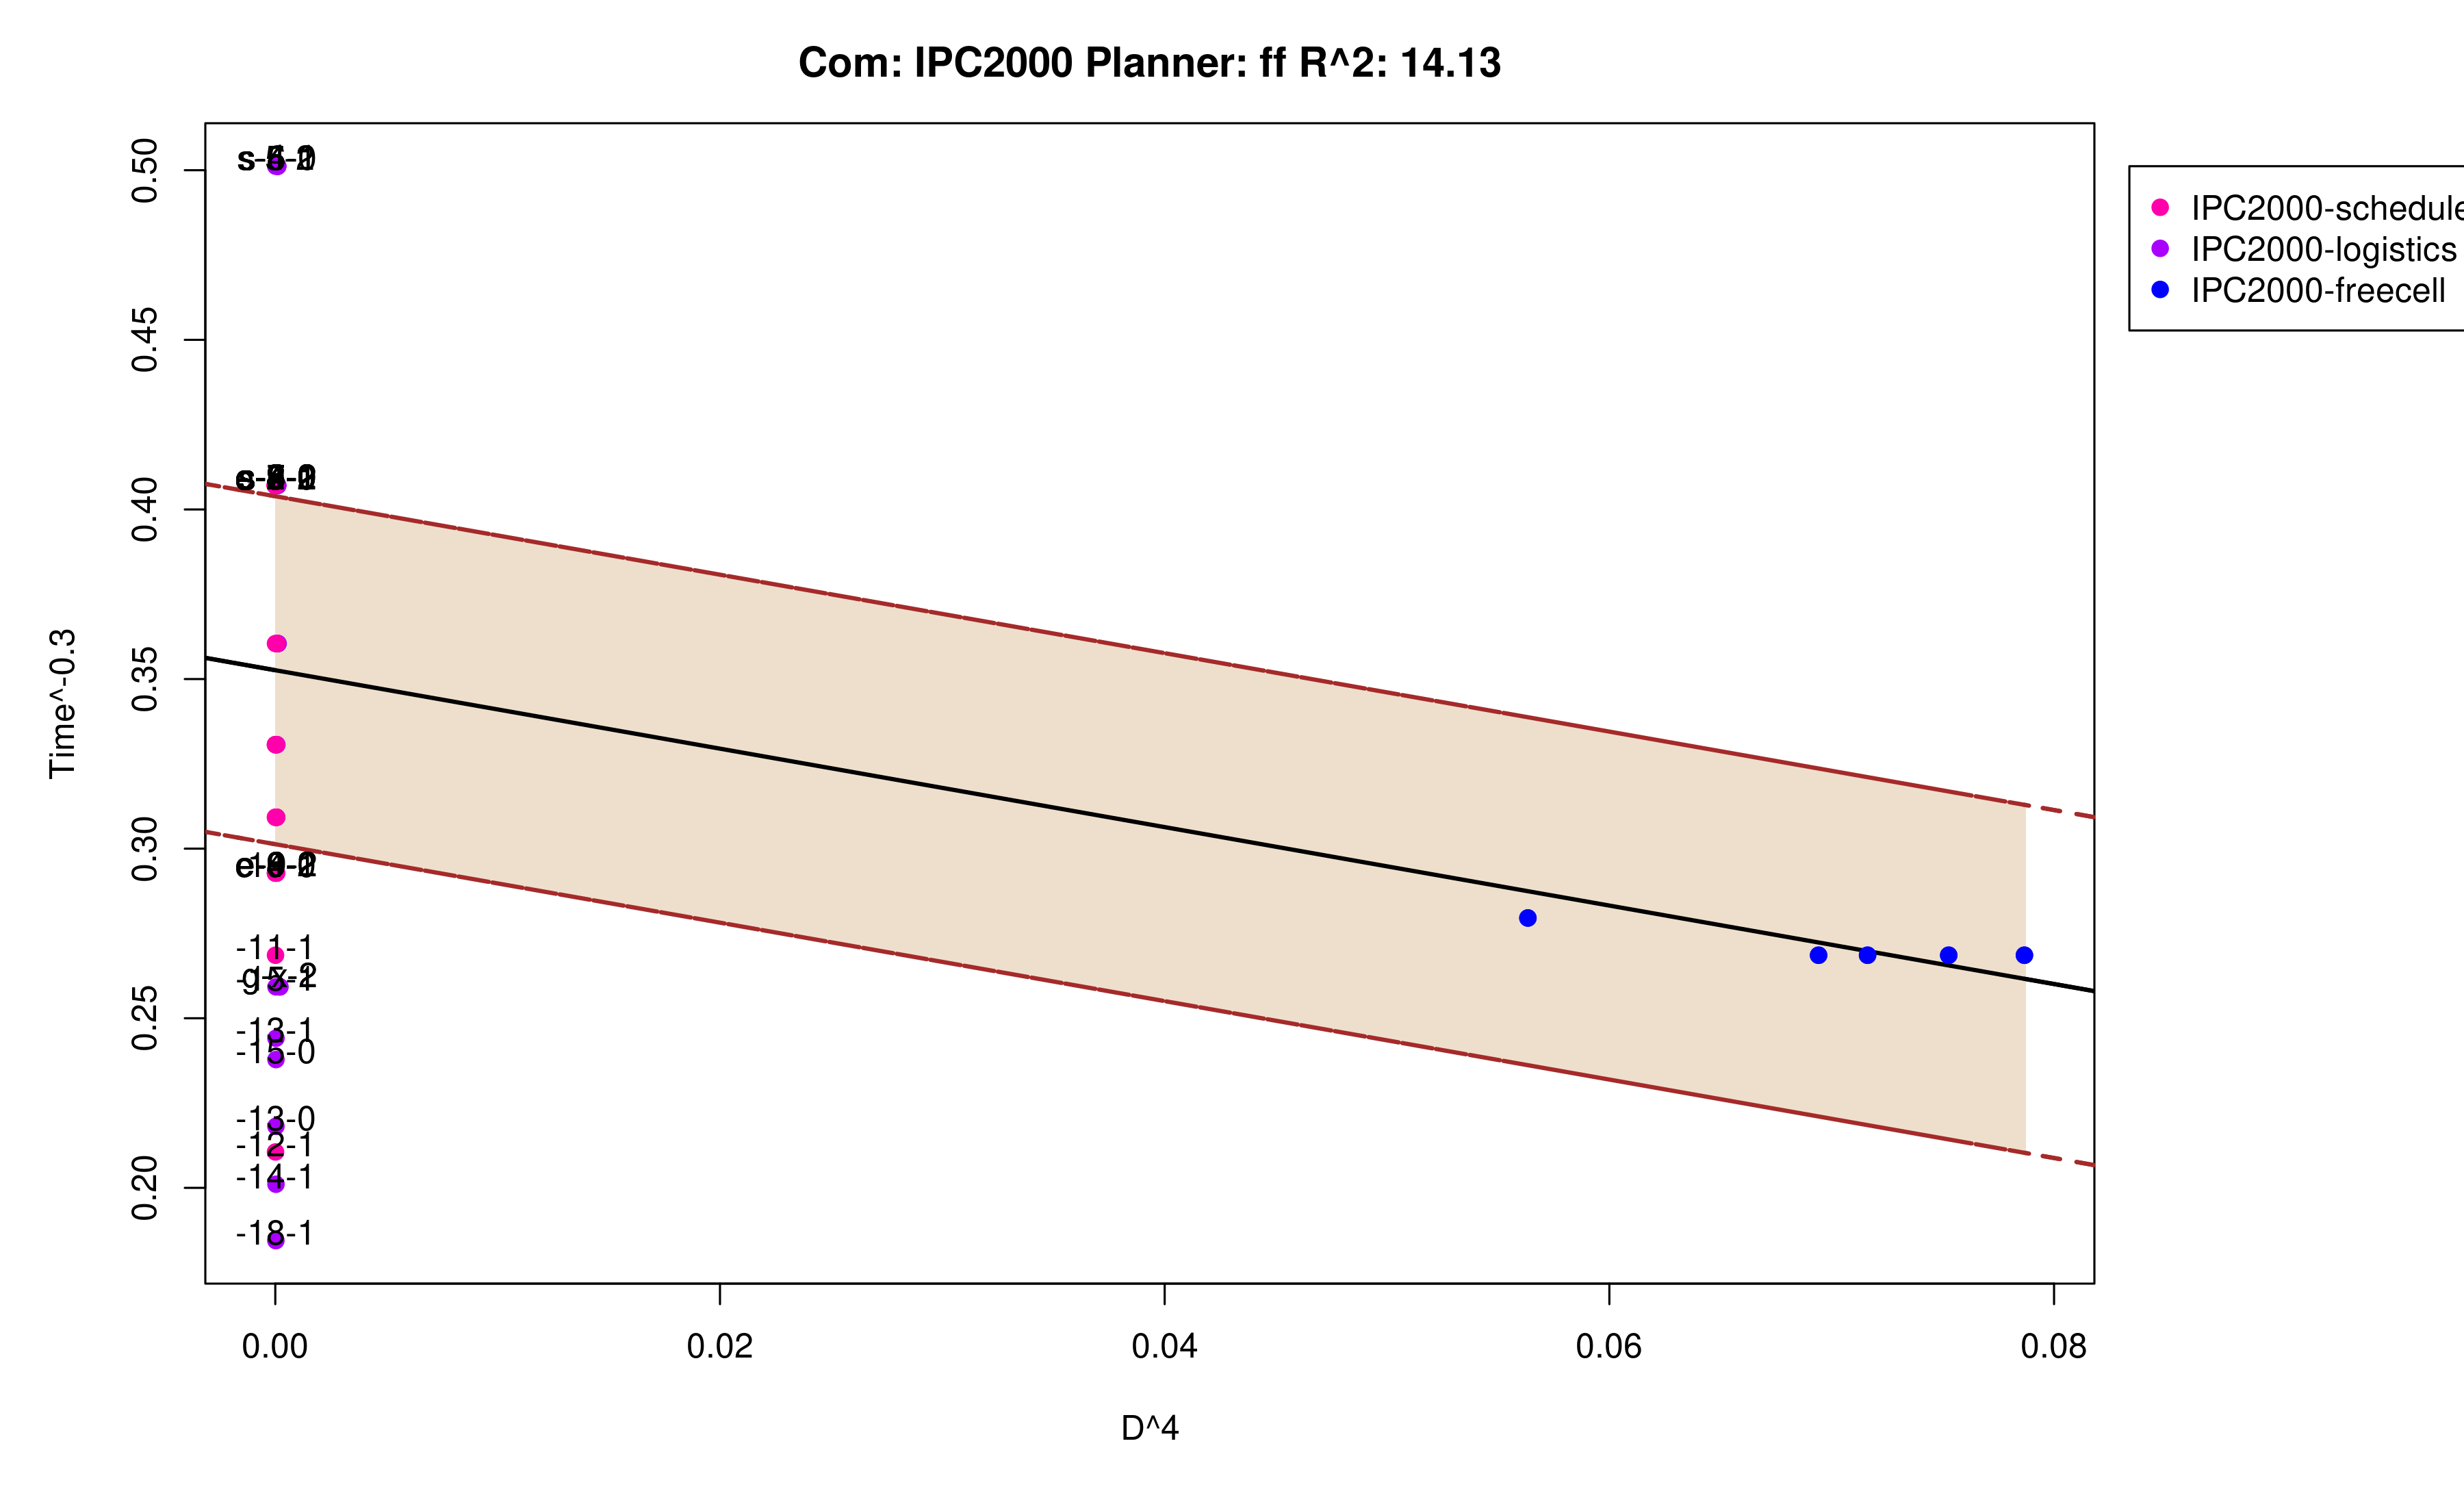 Com: IPC2000 Planner: ff R^2: 14.13
0.50
0.45
0.40
0.35
0.30
0.25
0.20
Time^-0.3
-11-1
-13-1
-15-0
-13-0
-12-1
-14-1
-18-1
0.00 0.02 0.04 0.06 0.08
D^4
IPC2000-schedule
IPC2000-logistics
IPC2000-freecell